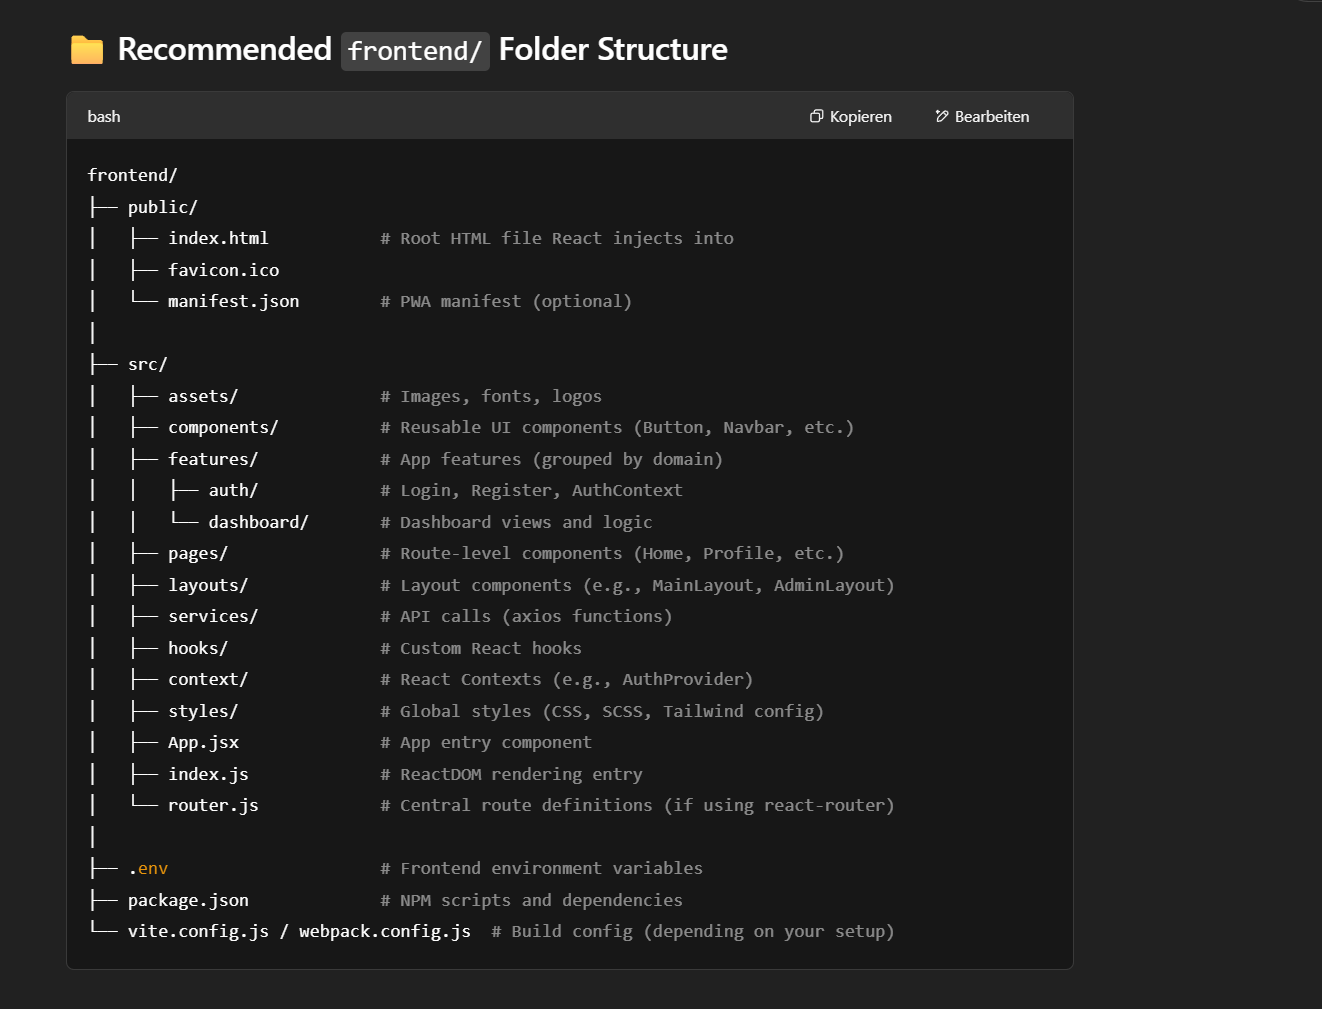 📁 Recommended frontend/ Folder Structure
bash Kopieren Bearbeiten
frontend/
├── public/
│   ├── index.html           # Root HTML file React injects into
│   ├── favicon.ico
│   └── manifest.json        # PWA manifest (optional)
│
├── src/
│   ├── assets/              # Images, fonts, logos
│   ├── components/          # Reusable UI components (Button, Navbar, etc.)
│   ├── features/            # App features (grouped by domain)
│   │   ├── auth/            # Login, Register, AuthContext
│   │   └── dashboard/       # Dashboard views and logic
│   ├── pages/               # Route-level components (Home, Profile, etc.)
│   ├── layouts/             # Layout components (e.g., MainLayout, AdminLayout)
│   ├── services/            # API calls (axios functions)
│   ├── hooks/               # Custom React hooks
│   ├── context/             # React Contexts (e.g., AuthProvider)
│   ├── styles/              # Global styles (CSS, SCSS, Tailwind config)
│   ├── App.jsx              # App entry component
│   ├── index.js             # ReactDOM rendering entry
│   └── router.js            # Central route definitions (if using react-router)
│
├── .env                     # Frontend environment variables
├── package.json             # NPM scripts and dependencies
└── vite.config.js / webpack.config.js  # Build config (depending on your setup)